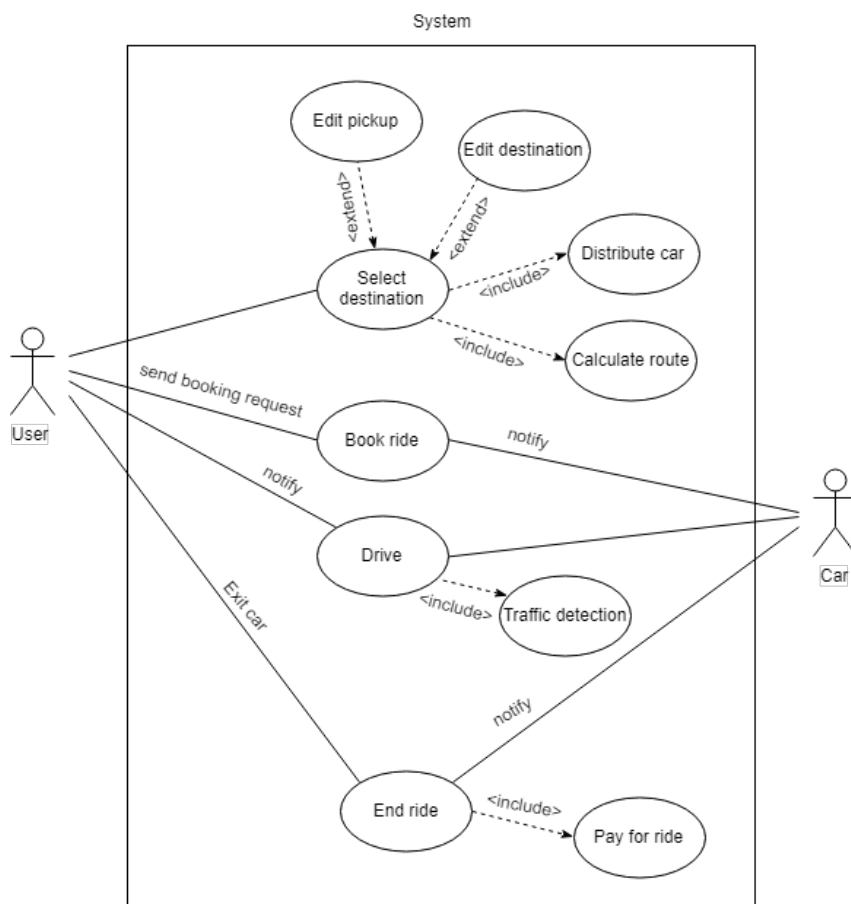 System
Edit pickup
Edit destination
<extend>
<extend>
Distribute car
Select
destination
<include>
<include>
Calculate route
send booking request
User
Book ride
notify
notify
Drive
Car
Exit car
<include>
Traffic detection
notify
End ride
<include>
Pay for ride